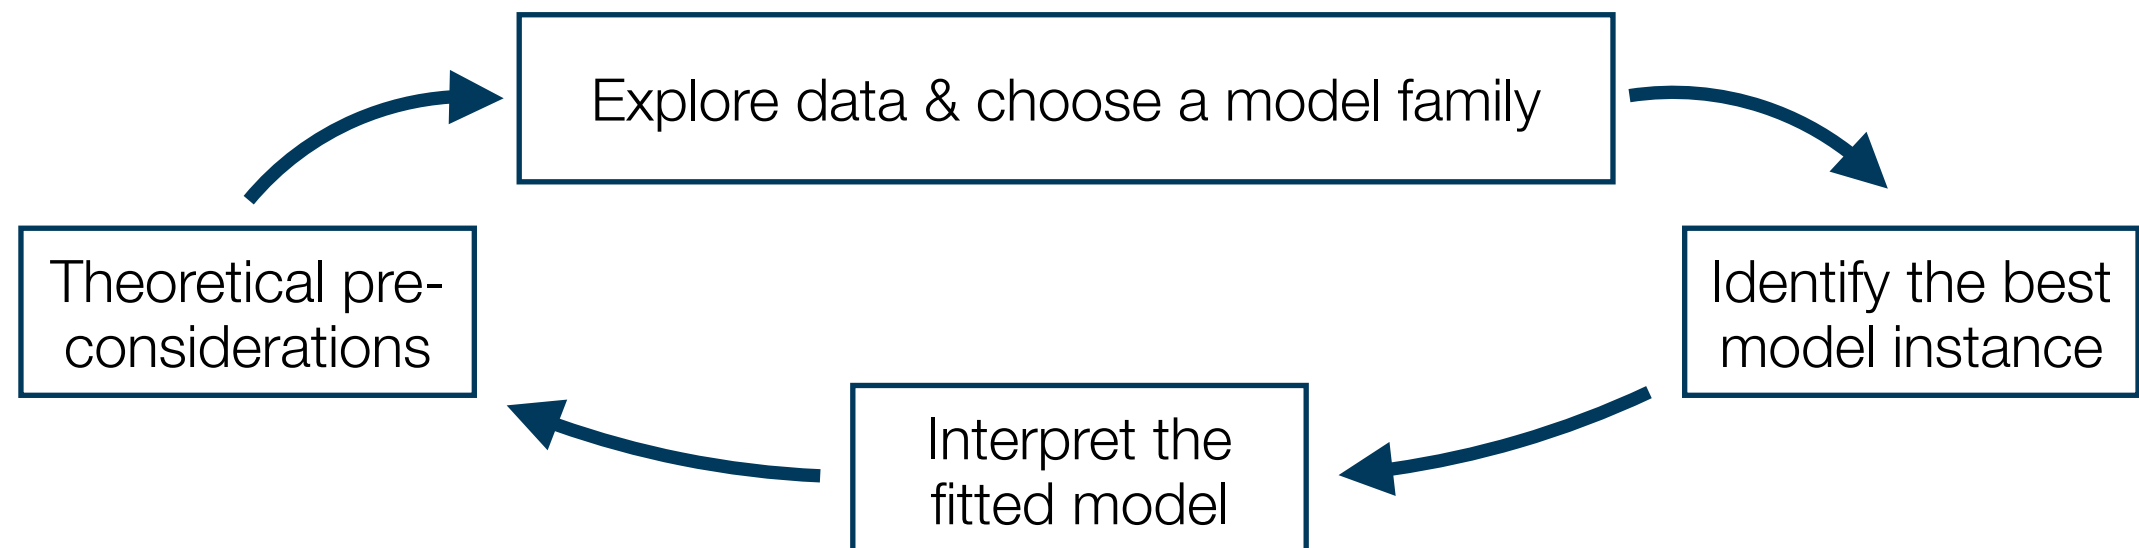 Explore data & choose a model family
Theoretical pre-
considerations
Identify the best
model instance
Interpret the
fitted model